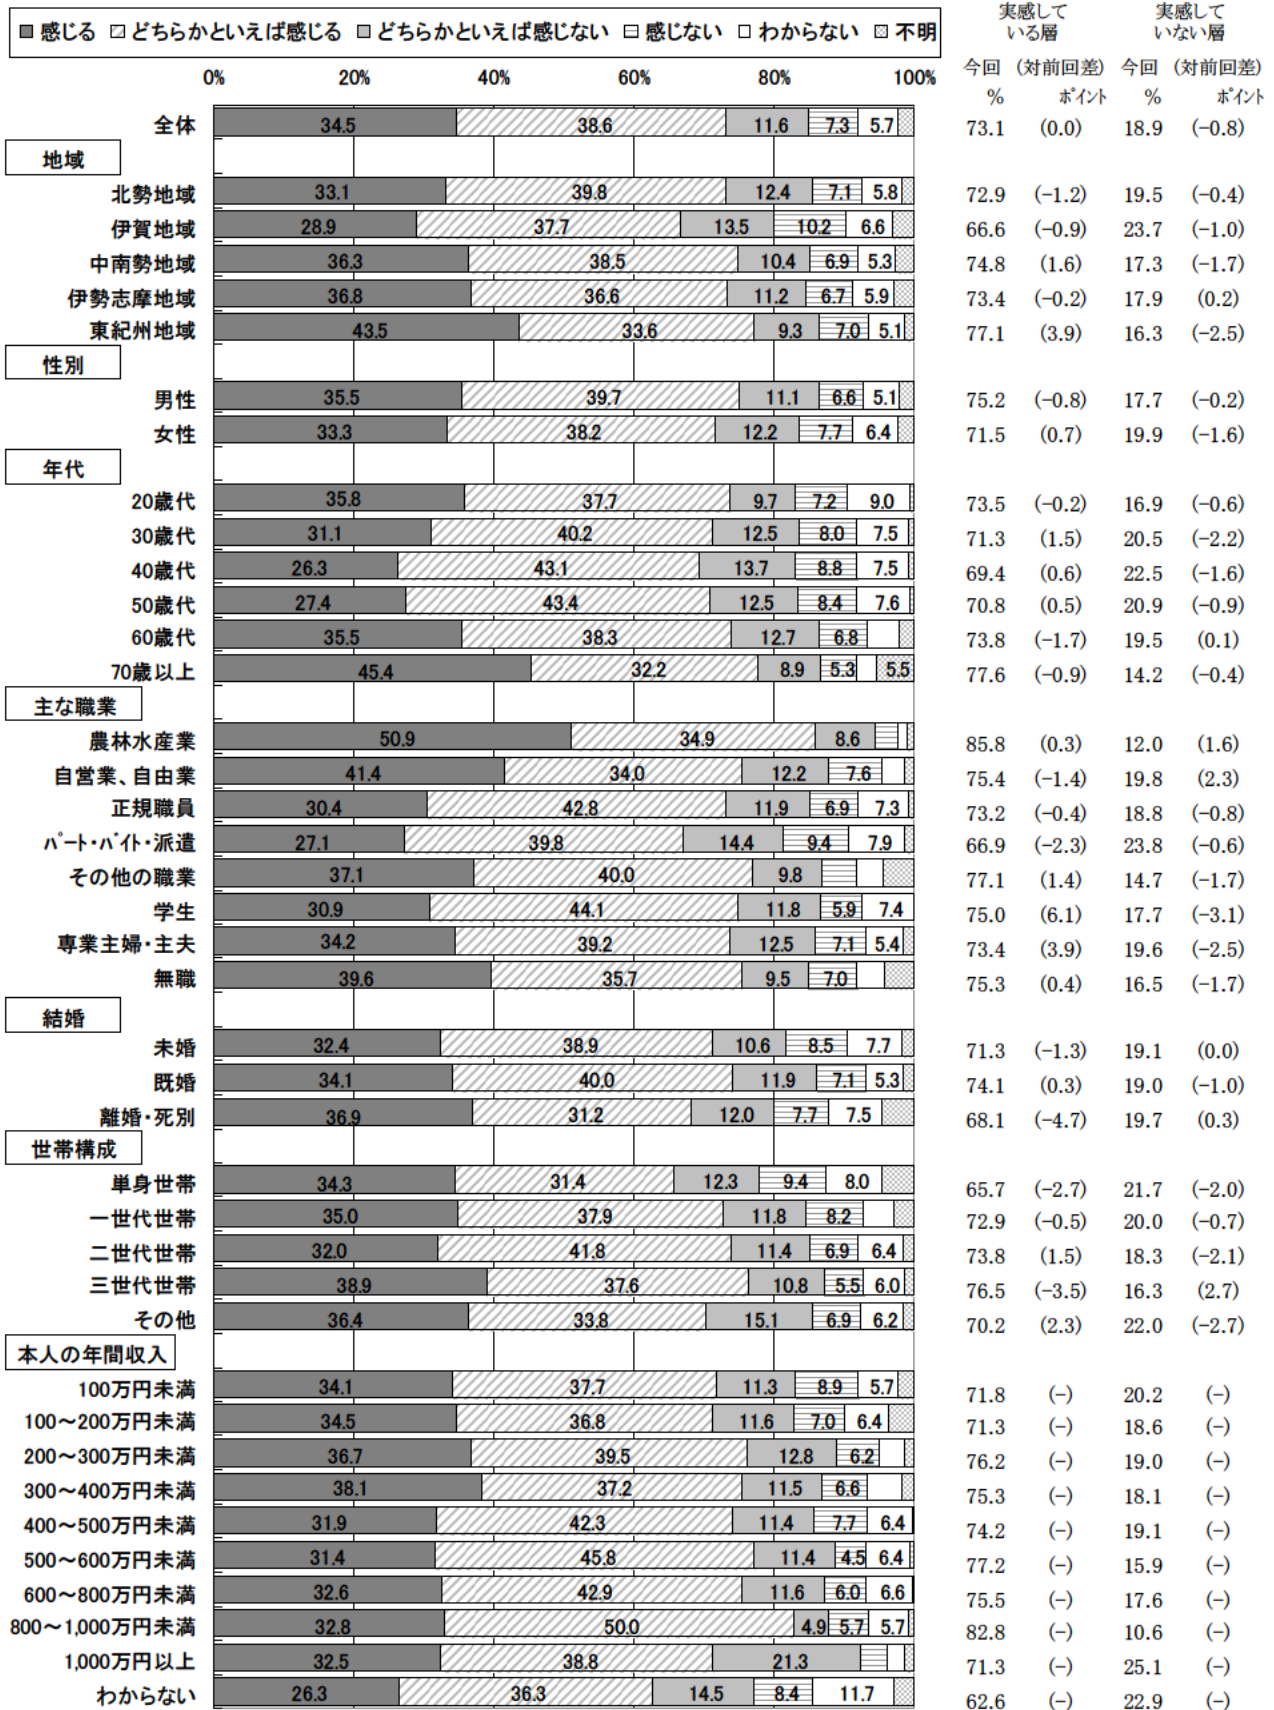 感じる どちらかといえば感じる どちらかといえば感じない 感じない わからない 不明
実感して いる層 実感して いない層
今回 (対前回差) 今回 (対前回差)
% ポイント % ポイント
0% 20% 40% 60% 80% 100%
全体 34.5 38.6 11.6 7.3 5.7 73.1 (0.0) 18.9 (-0.8)
地域
北勢地域 33.1 39.8 12.4 7.1 5.8 72.9 (-1.2) 19.5 (-0.4)
伊賀地域 28.9 37.7 13.5 10.2 6.6 66.6 (-0.9) 23.7 (-1.0)
中南勢地域 36.3 38.5 10.4 6.9 5.3 74.8 (1.6) 17.3 (-1.7)
伊勢志摩地域 36.8 36.6 11.2 6.7 5.9 73.4 (-0.2) 17.9 (0.2)
東紀州地域 43.5 33.6 9.3 7.0 5.1 77.1 (3.9) 16.3 (-2.5)
性別
男性 35.5 39.7 11.1 6.6 5.1 75.2 (-0.8) 17.7 (-0.2)
女性 33.3 38.2 12.2 7.7 6.4 71.5 (0.7) 19.9 (-1.6)
年代
20歳代 35.8 37.7 9.7 7.2 9.0 73.5 (-0.2) 16.9 (-0.6)
30歳代 31.1 40.2 12.5 8.0 7.5 71.3 (1.5) 20.5 (-2.2)
40歳代 26.3 43.1 13.7 8.8 7.5 69.4 (0.6) 22.5 (-1.6)
50歳代 27.4 43.4 12.5 8.4 7.6 70.8 (0.5) 20.9 (-0.9)
60歳代 35.5 38.3 12.7 6.8 73.8 (-1.7) 19.5 (0.1)
70歳以上 45.4 32.2 8.9 5.3 5.5 77.6 (-0.9) 14.2 (-0.4)
主な職業
農林水産業 50.9 34.9 8.6 85.8 (0.3) 12.0 (1.6)
自営業、自由業 41.4 34.0 12.2 7.6 75.4 (-1.4) 19.8 (2.3)
正規職員 30.4 42.8 11.9 6.9 7.3 73.2 (-0.4) 18.8 (-0.8)
パート・バイト・派遣 27.1 39.8 14.4 9.4 7.9 66.9 (-2.3) 23.8 (-0.6)
その他の職業 37.1 40.0 9.8 77.1 (1.4) 14.7 (-1.7)
学生 30.9 44.1 11.8 5.9 7.4 75.0 (6.1) 17.7 (-3.1)
専業主婦・主夫 34.2 39.2 12.5 7.1 5.4 73.4 (3.9) 19.6 (-2.5)
無職 39.6 35.7 9.5 7.0 75.3 (0.4) 16.5 (-1.7)
結婚
未婚 32.4 38.9 10.6 8.5 7.7 71.3 (-1.3) 19.1 (0.0)
既婚 34.1 40.0 11.9 7.1 5.3 74.1 (0.3) 19.0 (-1.0)
離婚・死別 36.9 31.2 12.0 7.7 7.5 68.1 (-4.7) 19.7 (0.3)
世帯構成
単身世帯 34.3 31.4 12.3 9.4 8.0 65.7 (-2.7) 21.7 (-2.0)
一世代世帯 35.0 37.9 11.8 8.2 72.9 (-0.5) 20.0 (-0.7)
二世代世帯 32.0 41.8 11.4 6.9 6.4 73.8 (1.5) 18.3 (-2.1)
三世代世帯 38.9 37.6 10.8 5.5 6.0 76.5 (-3.5) 16.3 (2.7)
その他 36.4 33.8 15.1 6.9 6.2 70.2 (2.3) 22.0 (-2.7)
本人の年間収入
100万円未満 34.1 37.7 11.3 8.9 5.7 71.8 (-) 20.2 (-)
100～200万円未満 34.5 36.8 11.6 7.0 6.4 71.3 (-) 18.6 (-)
200～300万円未満 36.7 39.5 12.8 6.2 76.2 (-) 19.0 (-)
300～400万円未満 38.1 37.2 11.5 6.6 75.3 (-) 18.1 (-)
400～500万円未満 31.9 42.3 11.4 7.7 6.4 74.2 (-) 19.1 (-)
500～600万円未満 31.4 45.8 11.4 4.5 6.4 77.2 (-) 15.9 (-)
600～800万円未満 32.6 42.9 11.6 6.0 6.6 75.5 (-) 17.6 (-)
800～1,000万円未満 32.8 50.0 4.9 5.7 5.7 82.8 (-) 10.6 (-)
1,000万円以上 32.5 38.8 21.3 71.3 (-) 25.1 (-)
わからない 26.3 36.3 14.5 8.4 11.7 62.6 (-) 22.9 (-)